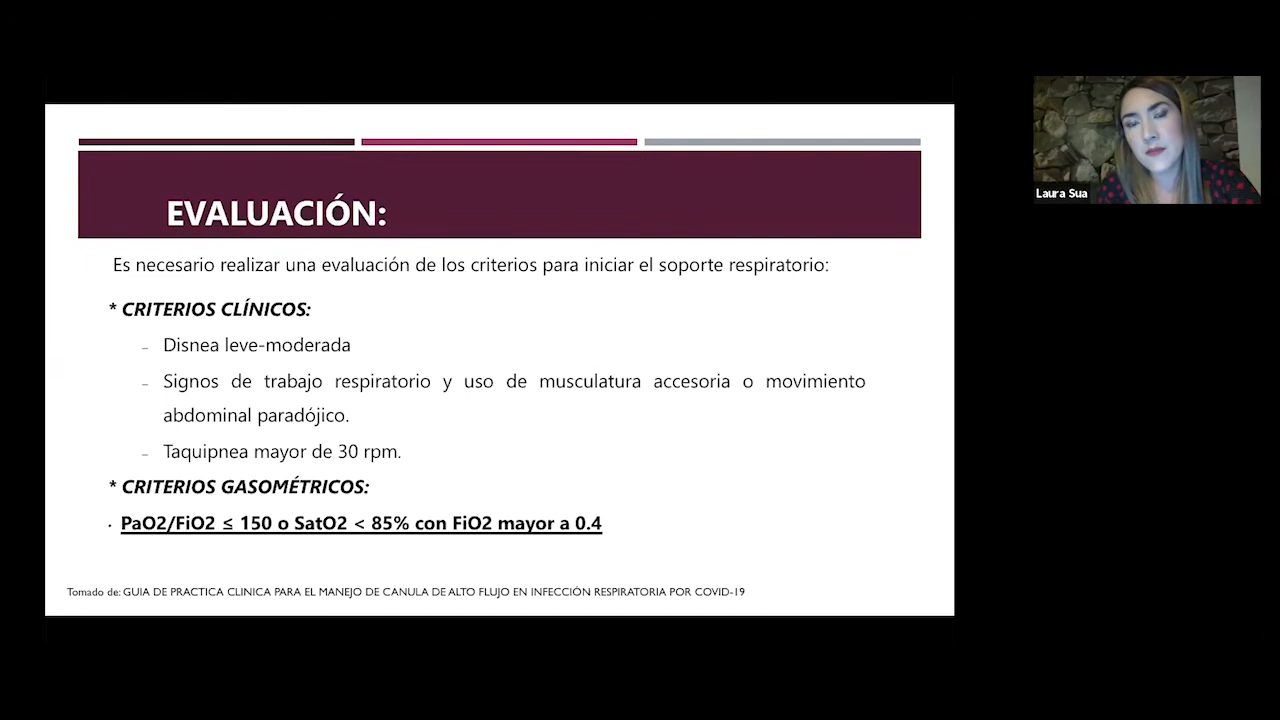 EVALUACIÓN:
Es necesario realizar una evaluación de los criterios para iniciar el soporte respiratorio:
* CRITERIOS CLÍNICOS:
– Disnea leve-moderada
– Signos de trabajo respiratorio y uso de musculatura accesoria o movimiento
abdominal paradójico.
– Taquipnea mayor de 30 rpm.
* CRITERIOS GASOMÉTRICOS:
· PaO2/FiO2 ≤ 150 o SatO2 < 85% con FiO2 mayor a 0.4
Tomado de: GUIA DE PRACTICA CLINICA PARA EL MANEJO DE CANULA DE ALTO FLUJO EN INFECCIÓN RESPIRATORIA POR COVID-19
Laura Sua